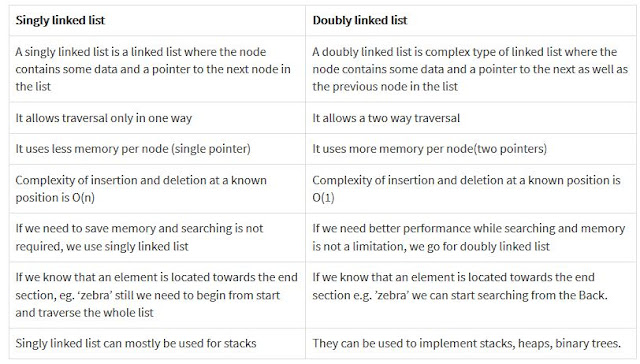 Singly linked list
Doubly linked list
A singly linked list is a linked list where the node
contains some data and a pointer to the next node in
the list
A doubly linked list is complex type of linked list where the
node contains some data and a pointer to the next as well as
the previous node in the list
It allows traversal only in one way
It allows a two way traversal
It uses less memory per node (single pointer)
It uses more memory per node(two pointers)
Complexity of insertion and deletion at a known
position is O(n)
Complexity of insertion and deletion at a known position is
O(1)
If we need to save memory and searching is not
required, we use singly linked list
If we need better performance while searching and memory
is not a limitation, we go for doubly linked list
If we know that an element is located towards the end
section, eg. ‘zebra’ still we need to begin from start
and traverse the whole list
If we know that an element is located towards the end
section e.g. ’zebra’ we can start searching from the Back.
Singly linked list can mostly be used for stacks
They can be used to implement stacks, heaps, binary trees.